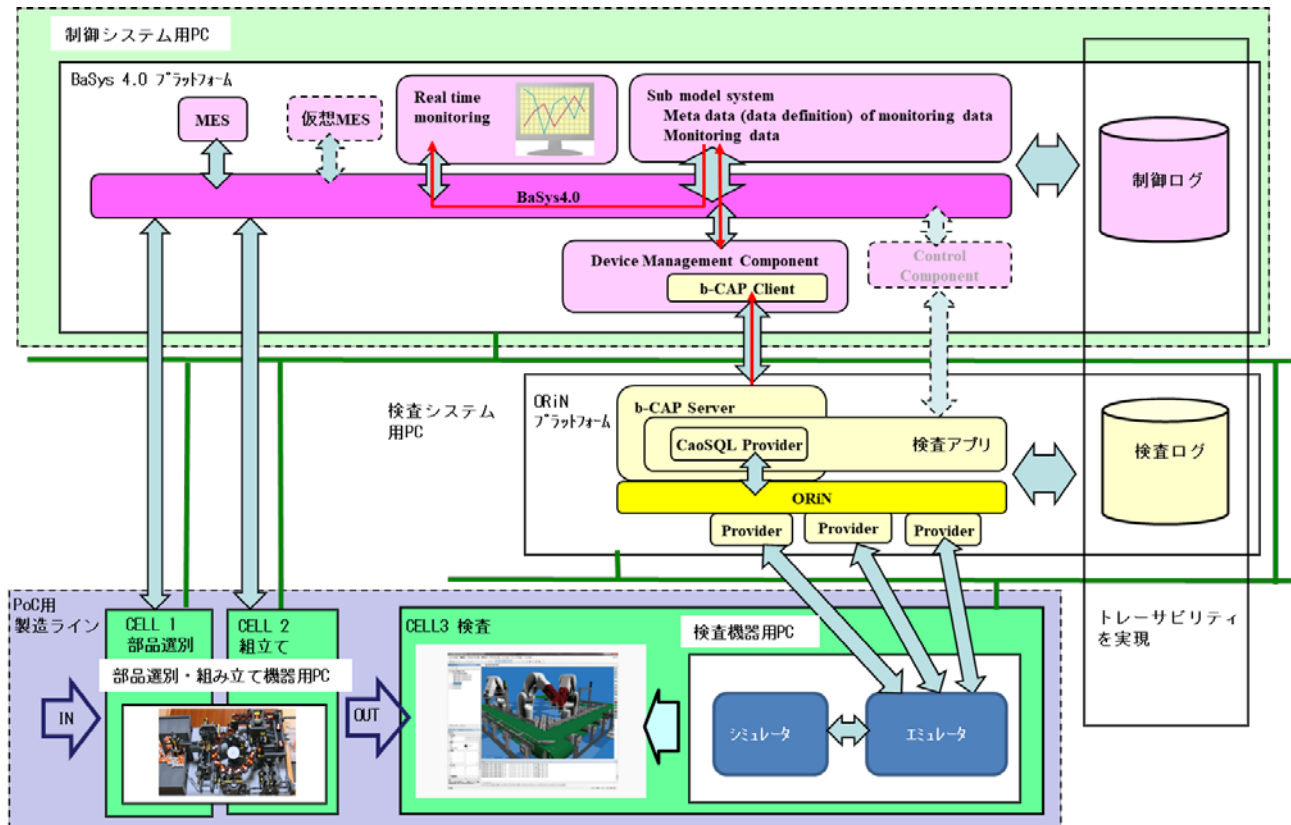 制御システム用PC
BaSys 4.0 プラットフォーム
MES
仮想MES
Real time
monitoring
Sub model system
Meta data (data definition) of monitoring data
Monitoring data
BaSys4.0
制御ログ
Device Management Component
b-CAP Client
Control
Component
検査システム
用PC
ORiN
プラットフォーム
b-CAP Server
CaoSQL Provider
検査アプリ
ORiN
Provider
Provider
Provider
検査ログ
トレーサビリティ
を実現
PoC用
製造ライン
CELL 1
部品選別
CELL 2
組立て
部品選別・組み立て機器用PC
IN
OUT
CELL3 検査
検査機器用PC
シミュレータ
エミュレータ